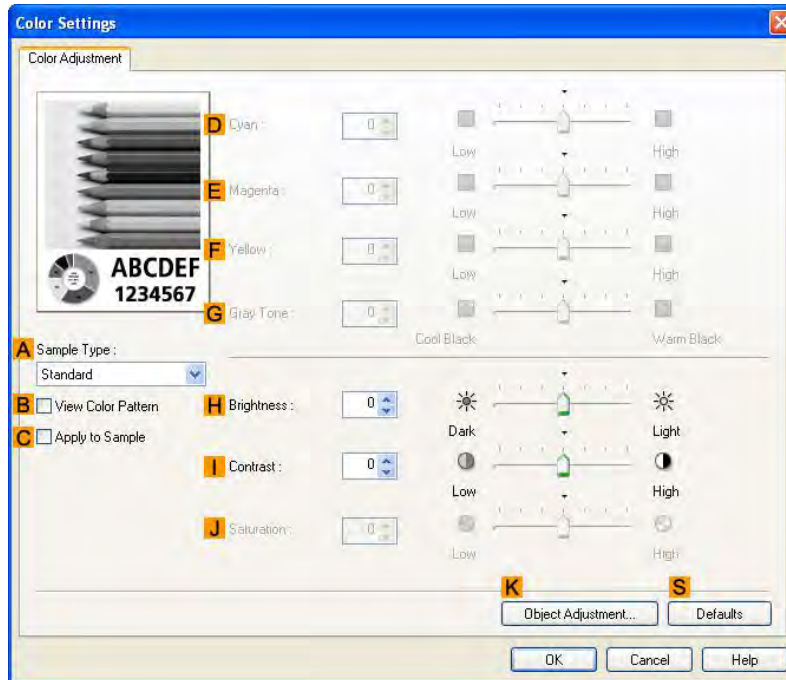 Color Settings
Color Adjustment
D Cyan : 0
Low High
E Magenta : 0
Low High
F Yellow : 0
Low High
G Gray Tone : 0
Cool Black Warm Black
ABCDEF
1234567
A Sample Type :
Standard
B View Color Pattern
C Apply to Sample
H Brightness : 0
Dark Light
I Contrast : 0
Low High
J Saturation : 0
Low High
K S
Object Adjustment... Defaults
OK Cancel Help